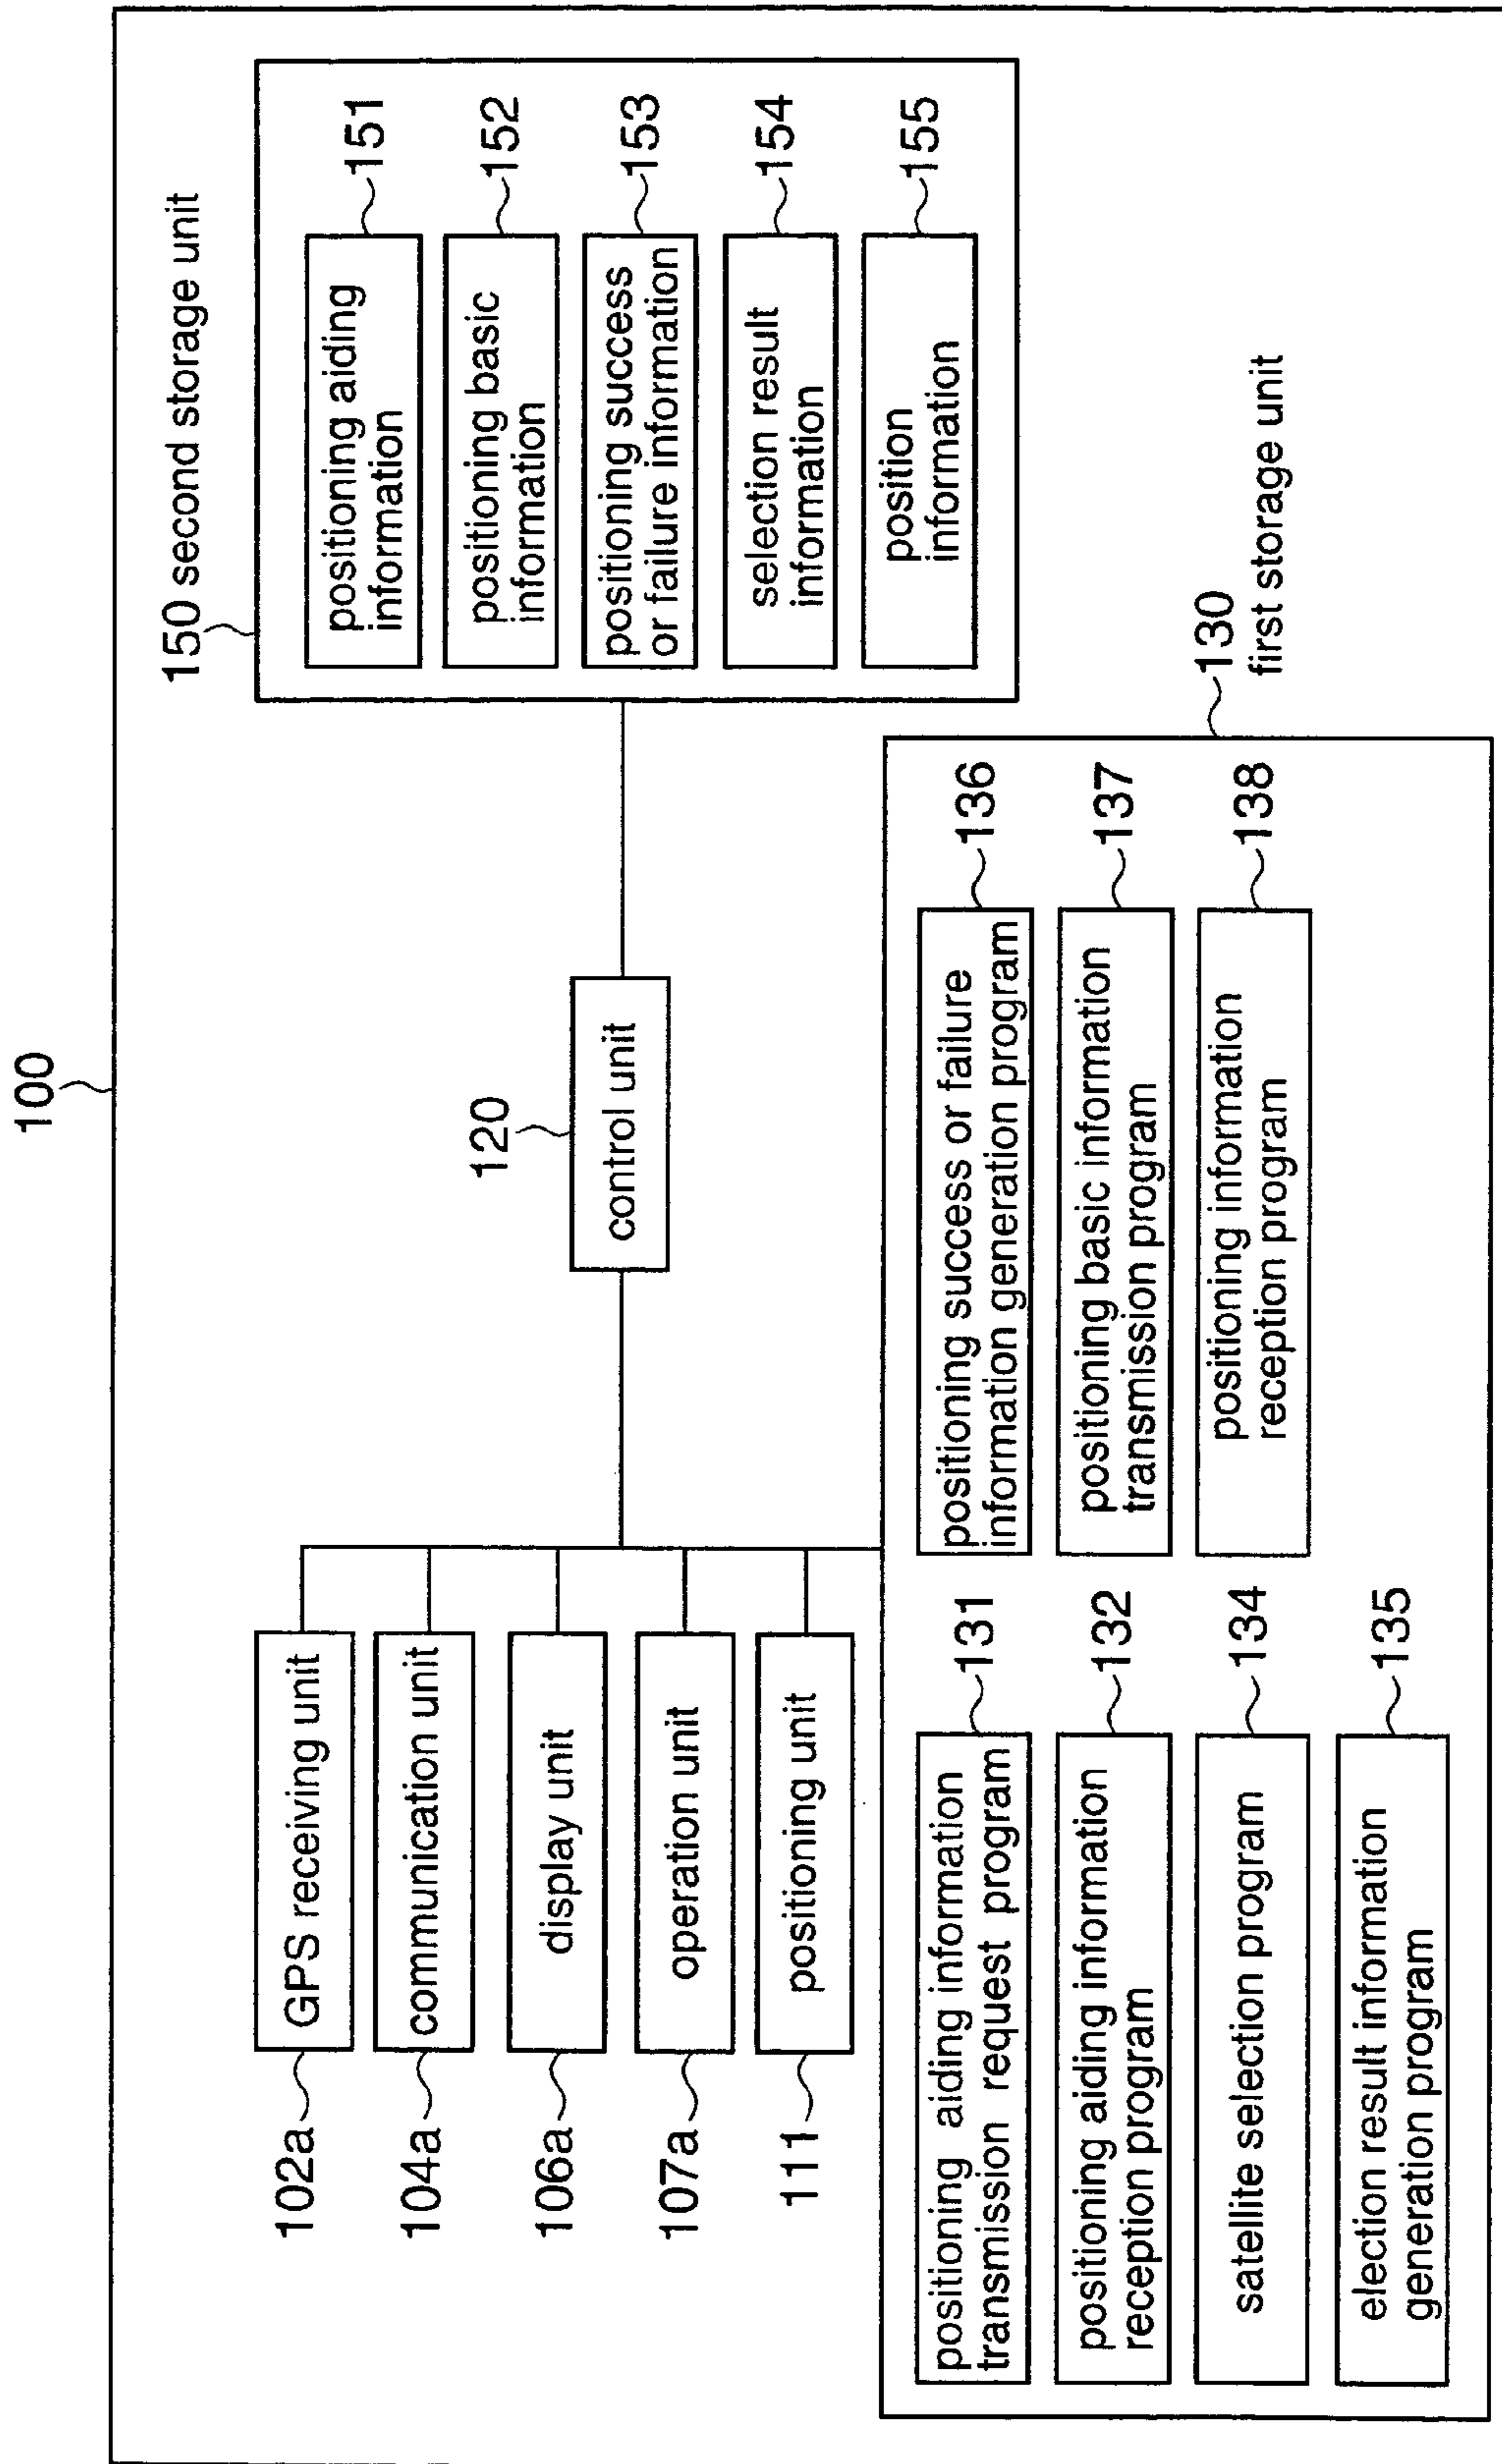 100
102a
GPS receiving unit
104a
communication unit
106a
display unit
107a
operation unit
111
positioning unit
120
control unit
150 second storage unit
positioning aiding
information
151
positioning basic
information
152
positioning success
or failure information
153
selection result
information
154
position
information
155
130
first storage unit
positioning aiding information
transmission request program
131
positioning aiding information
reception program
132
satellite selection program
134
election result information
generation program
135
positioning success or failure
information generation program
136
positioning basic information
transmission program
137
positioning information
reception program
138